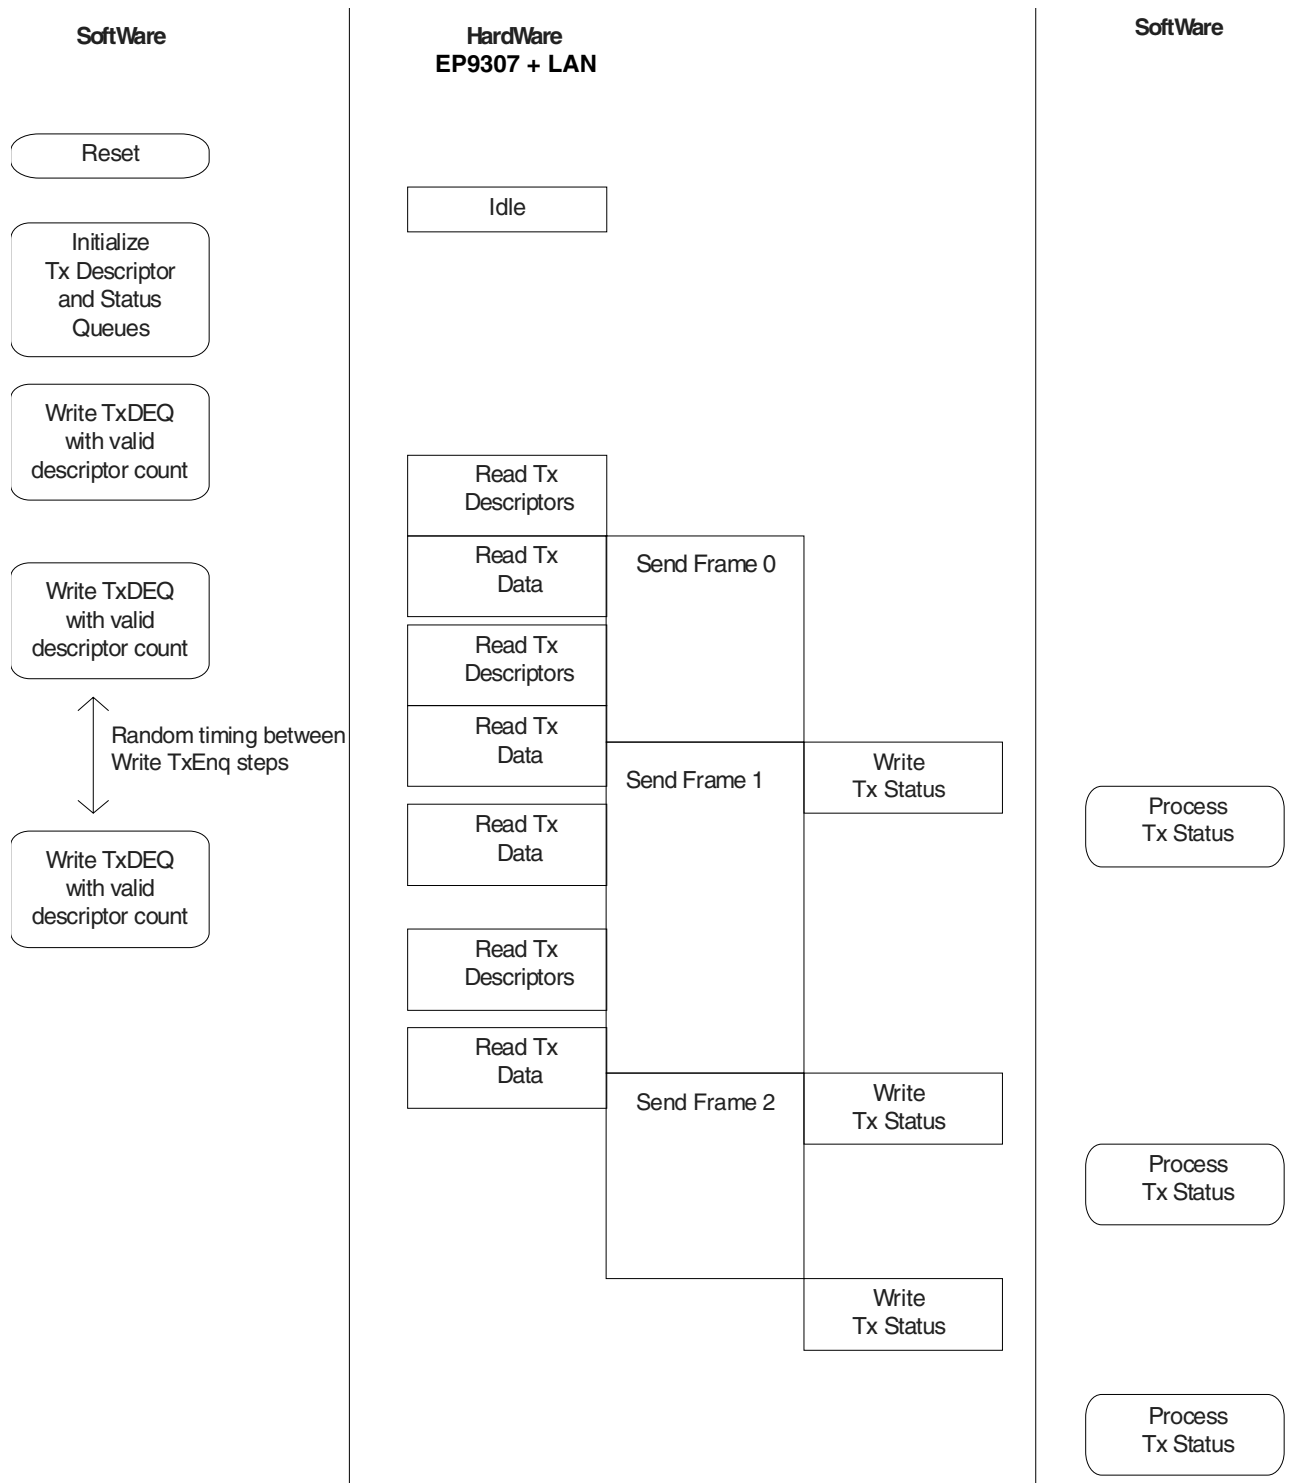 SoftWare
HardWare
EP9307 + LAN
SoftWare
Reset
Idle
Initialize
Tx Descriptor
and Status
Queues
Write TxDEQ
with valid
descriptor count
Read Tx
Descriptors
Read Tx
Data
Send Frame 0
Write TxDEQ
with valid
descriptor count
Read Tx
Descriptors
Random timing between
Write TxEnq steps
Read Tx
Data
Send Frame 1
Write
Tx Status
Process
Tx Status
Read Tx
Data
Write TxDEQ
with valid
descriptor count
Read Tx
Descriptors
Read Tx
Data
Send Frame 2
Write
Tx Status
Process
Tx Status
Write
Tx Status
Process
Tx Status